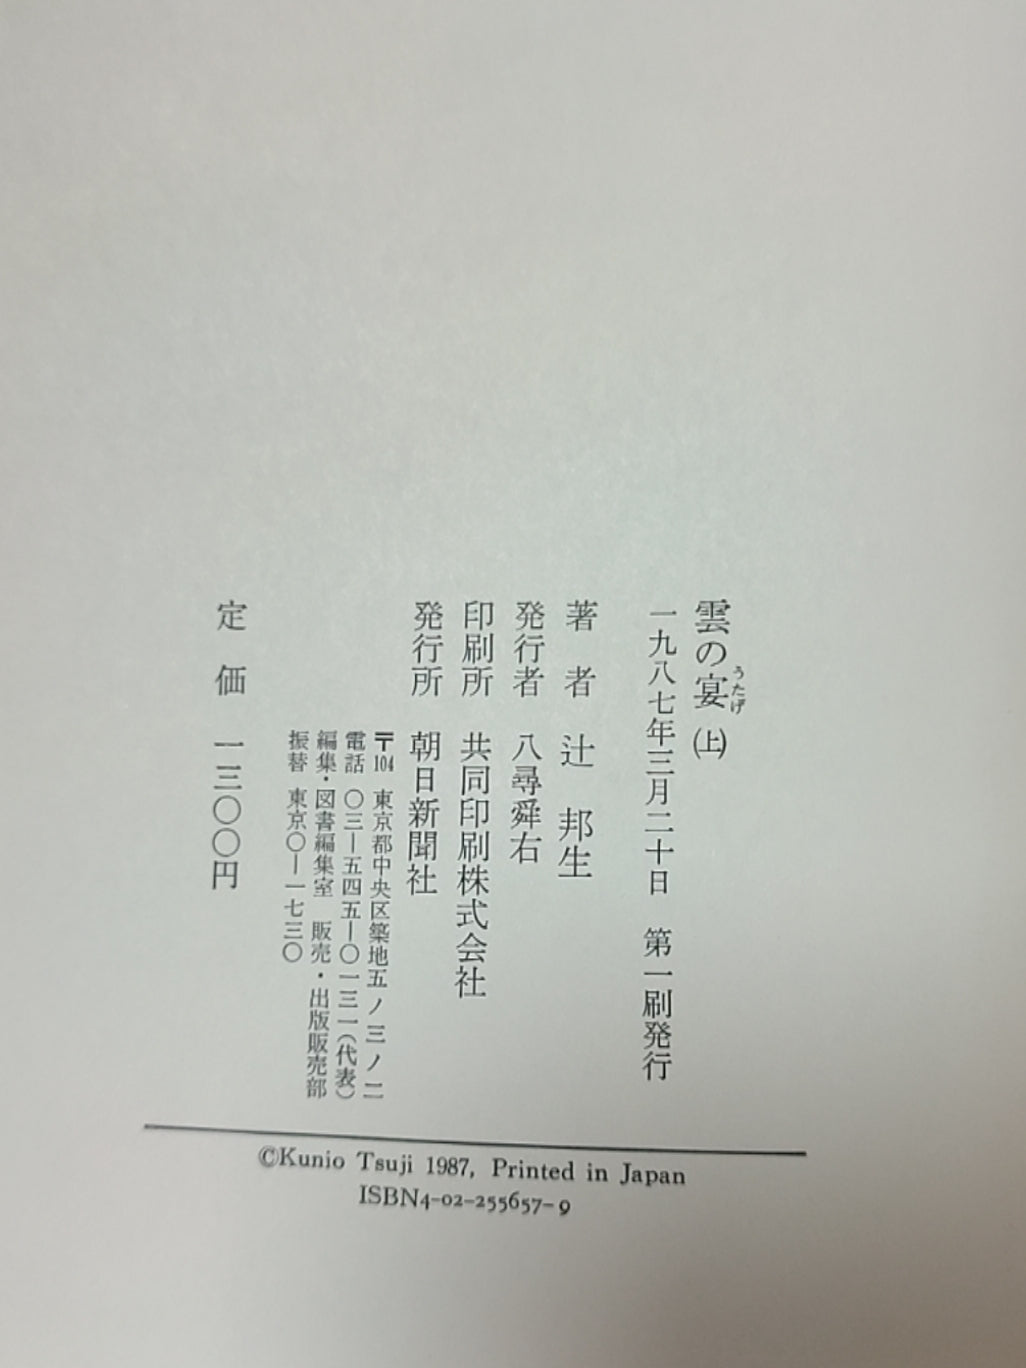 雲の宴(上)
うたげ
一九八七年三月二十日 第一刷発行
著者 辻邦生
発行者 八尋舜右
印刷所 共同印刷株式会社
発行所 朝日新聞社
〒104 東京都中央区築地五ノ三ノ二
電話 〇三―五四五―〇一三一(代表)
編集・図書編集室 販売・出版販売部
振替 東京〇―一七三〇
定価 一三〇〇円
©Kunio Tsuji 1987, Printed in Japan
ISBN4-02-255657-9